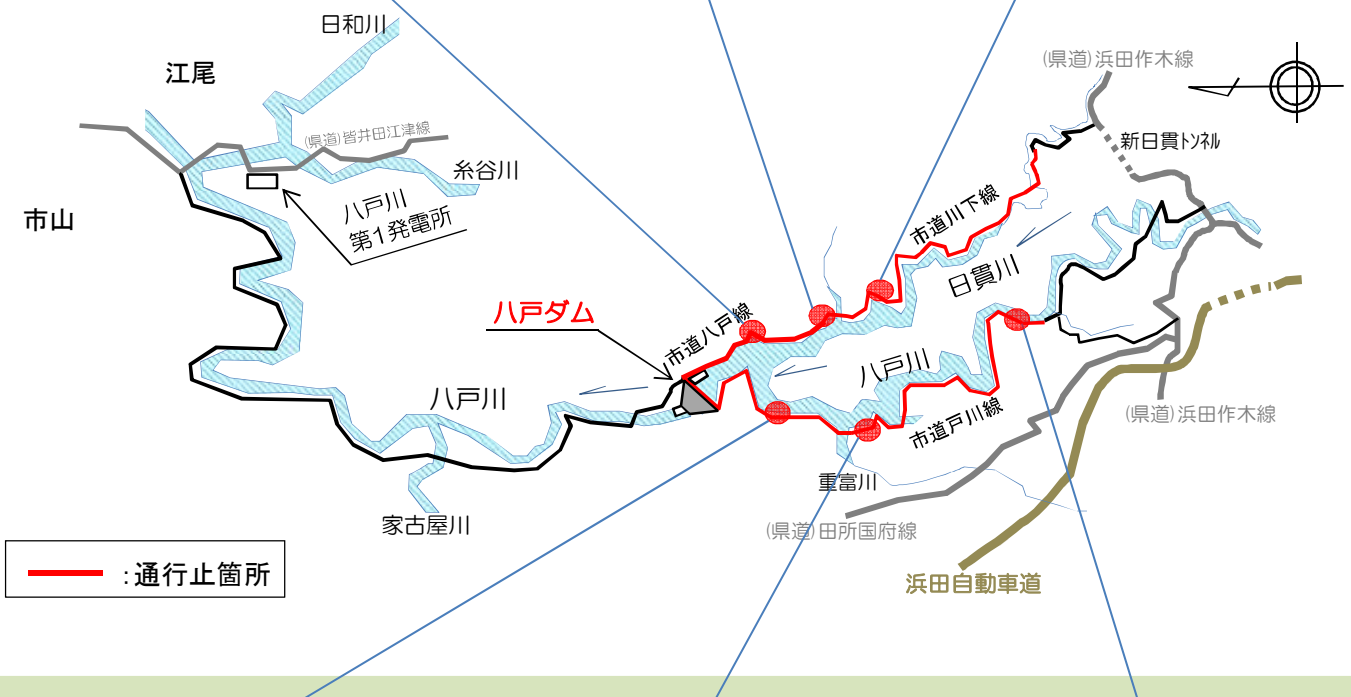 日和川
江尾
(県道)皆井田江津線
糸谷川
八戸川
第1発電所
市山
(県道)浜田作木線
新日貫トンネル
市道川下線
日貫川
八戸ダム
市道八戸線
八戸川
八戸川
市道戸川線
(県道)浜田作木線
重富川
家古屋川
(県道)田所国府線
浜田自動車道
:通行止箇所